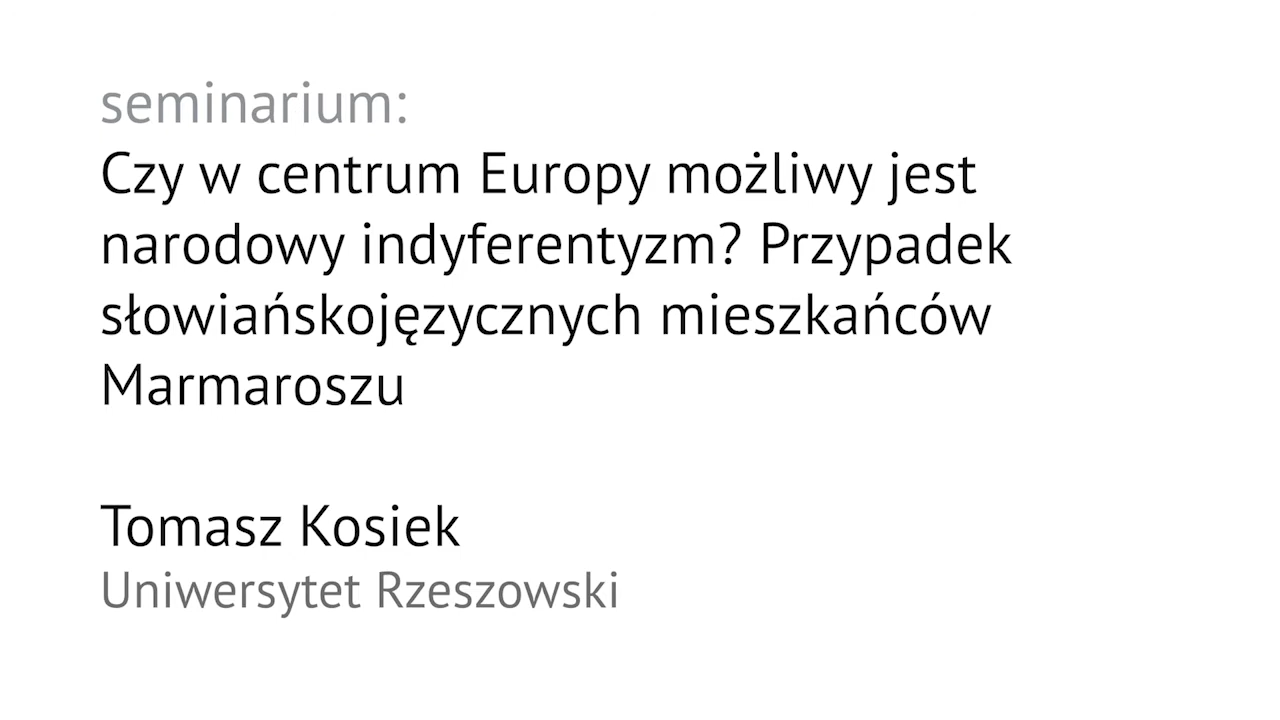 seminarium:
Czy w centrum Europy możliwy jest
narodowy indyferentyzm? Przypadek
słowiańskojęzycznych mieszkańców
Marmaroszu
Tomasz Kosiek
Uniwersytet Rzeszowski